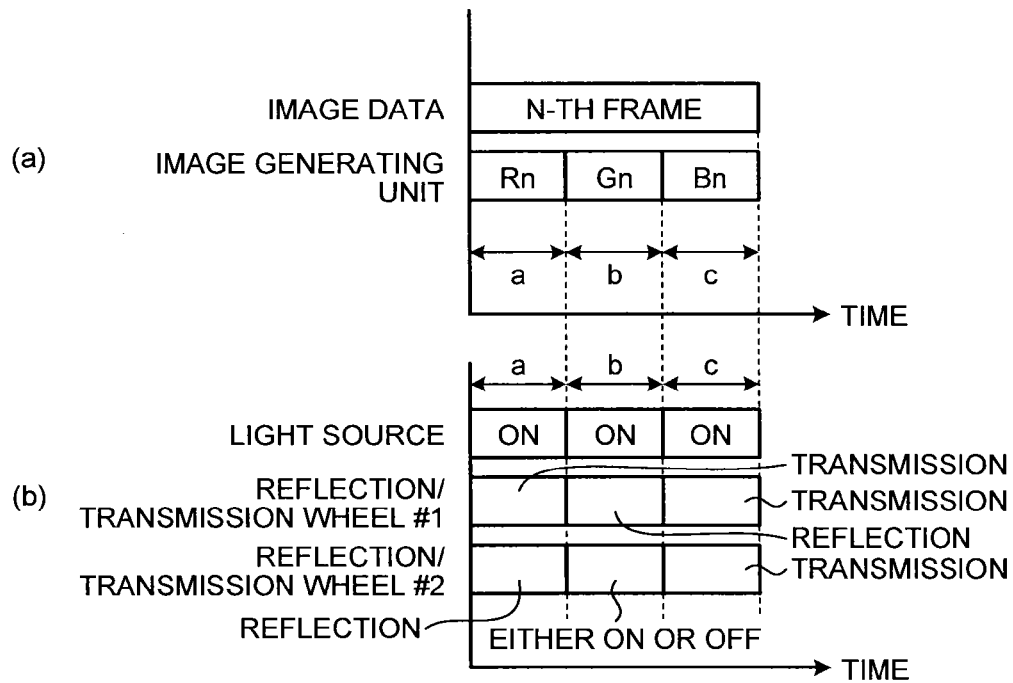 (a)
IMAGE DATA
N-TH FRAME
IMAGE GENERATING
UNIT
Rn
Gn
Bn
a
b
c
TIME
(b)
a
b
c
LIGHT SOURCE
ON
ON
ON
TRANSMISSION
REFLECTION/
TRANSMISSION WHEEL #1
TRANSMISSION
REFLECTION
REFLECTION/
TRANSMISSION WHEEL #2
TRANSMISSION
REFLECTION
EITHER ON OR OFF
TIME